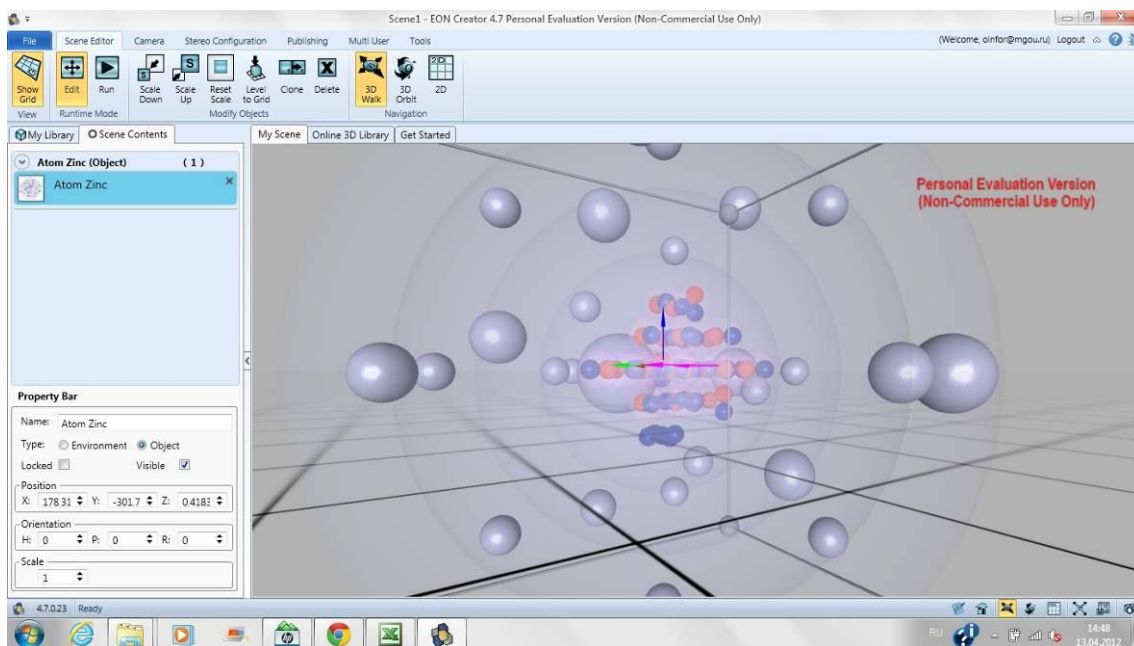 Scene1 - EON Creator 4.7 Personal Evaluation Version (Non-Commercial Use Only)
File Scene Editor Camera Stereo Configuration Publishing Multi User Tools (Welcome, oinfor@mgou.ru) Logout
Show Grid Edit Run Scale Down Scale Up Reset Scale Level to Grid Clone Delete 3D Walk 3D Orbit 2D
View Runtime Mode Modify Objects Navigation
My Library Scene Contents My Scene Online 3D Library Get Started
Atom Zinc (Object) ( 1 )
Atom Zinc
Personal Evaluation Version
(Non-Commercial Use Only)
Property Bar
Name: Atom Zinc
Type: Environment Object
Locked Visible
Position
X: 178.31 Y: -301.7 Z: 0.4183
Orientation
H: 0 P: 0 R: 0
Scale
1
4.7.0.23 Ready
RU 14:48
13.04.2012